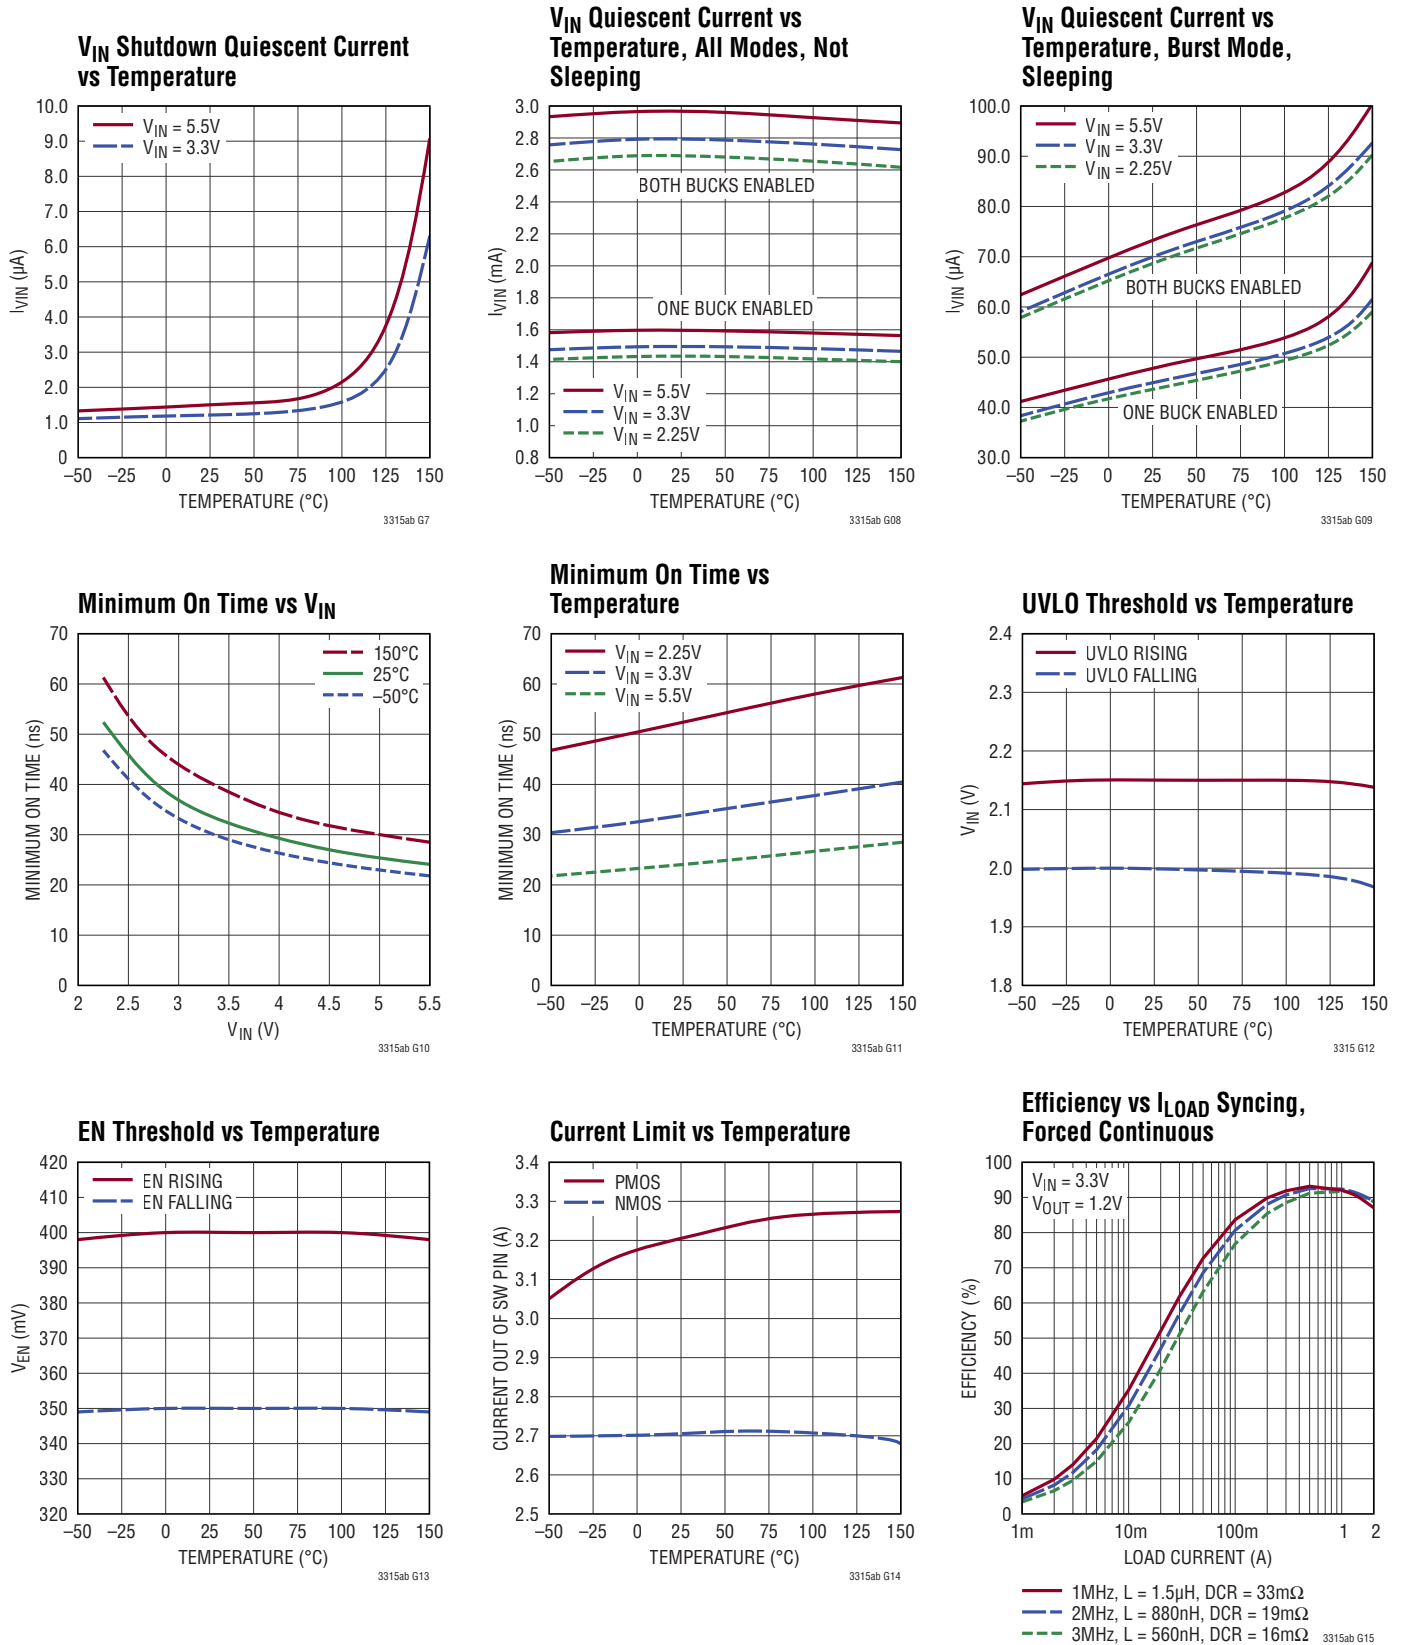 VIN Shutdown Quiescent Current
vs Temperature
10.0
9.0
8.0
7.0
6.0
5.0
4.0
3.0
2.0
1.0
0
IVIN (µA)
VIN = 5.5V
VIN = 3.3V
–50 –25 0 25 50 75 100 125 150
TEMPERATURE (°C)
3315ab G7
VIN Quiescent Current vs
Temperature, All Modes, Not
Sleeping
3.0
2.8
2.6
2.4
2.2
2.0
1.8
1.6
1.4
1.2
1.0
0.8
IVIN (mA)
BOTH BUCKS ENABLED
ONE BUCK ENABLED
VIN = 5.5V
VIN = 3.3V
VIN = 2.25V
–50 –25 0 25 50 75 100 125 150
TEMPERATURE (°C)
3315ab G08
VIN Quiescent Current vs
Temperature, Burst Mode,
Sleeping
100.0
90.0
80.0
70.0
60.0
50.0
40.0
30.0
IVIN (µA)
VIN = 5.5V
VIN = 3.3V
VIN = 2.25V
BOTH BUCKS ENABLED
ONE BUCK ENABLED
–50 –25 0 25 50 75 100 125 150
TEMPERATURE (°C)
3315ab G09
Minimum On Time vs VIN
70
60
50
40
30
20
10
0
MINIMUM ON TIME (ns)
150°C
25°C
–50°C
2 2.5 3 3.5 4 4.5 5 5.5
VIN (V)
3315ab G10
Minimum On Time vs
Temperature
70
60
50
40
30
20
10
0
MINIMUM ON TIME (ns)
VIN = 2.25V
VIN = 3.3V
VIN = 5.5V
–50 –25 0 25 50 75 100 125 150
TEMPERATURE (°C)
3315ab G11
UVLO Threshold vs Temperature
2.4
2.3
2.2
2.1
2.0
1.9
1.8
VIN (V)
UVLO RISING
UVLO FALLING
–50 –25 0 25 50 75 100 125 150
TEMPERATURE (°C)
3315 G12
EN Threshold vs Temperature
420
410
400
390
380
370
360
350
340
330
320
VEN (mV)
EN RISING
EN FALLING
–50 –25 0 25 50 75 100 125 150
TEMPERATURE (°C)
3315ab G13
Current Limit vs Temperature
3.4
3.3
3.2
3.1
3.0
2.9
2.8
2.7
2.6
2.5
CURRENT OUT OF SW PIN (A)
PMOS
NMOS
–50 –25 0 25 50 75 100 125 150
TEMPERATURE (°C)
3315ab G14
Efficiency vs ILOAD Syncing,
Forced Continuous
100
90
80
70
60
50
40
30
20
10
0
EFFICIENCY (%)
VIN = 3.3V
VOUT = 1.2V
1m 10m 100m 1 2
LOAD CURRENT (A)
1MHz, L = 1.5µH, DCR = 33mΩ
2MHz, L = 880nH, DCR = 19mΩ
3MHz, L = 560nH, DCR = 16mΩ
3315ab G15